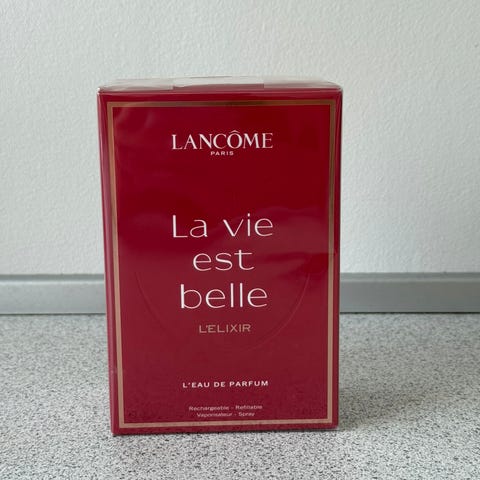 LANCÔME
PARIS
La vie
est
belle
L'ELIXIR
L'EAU DE PARFUM
Rechargeable - Refillable
Vaporisateur - Spray